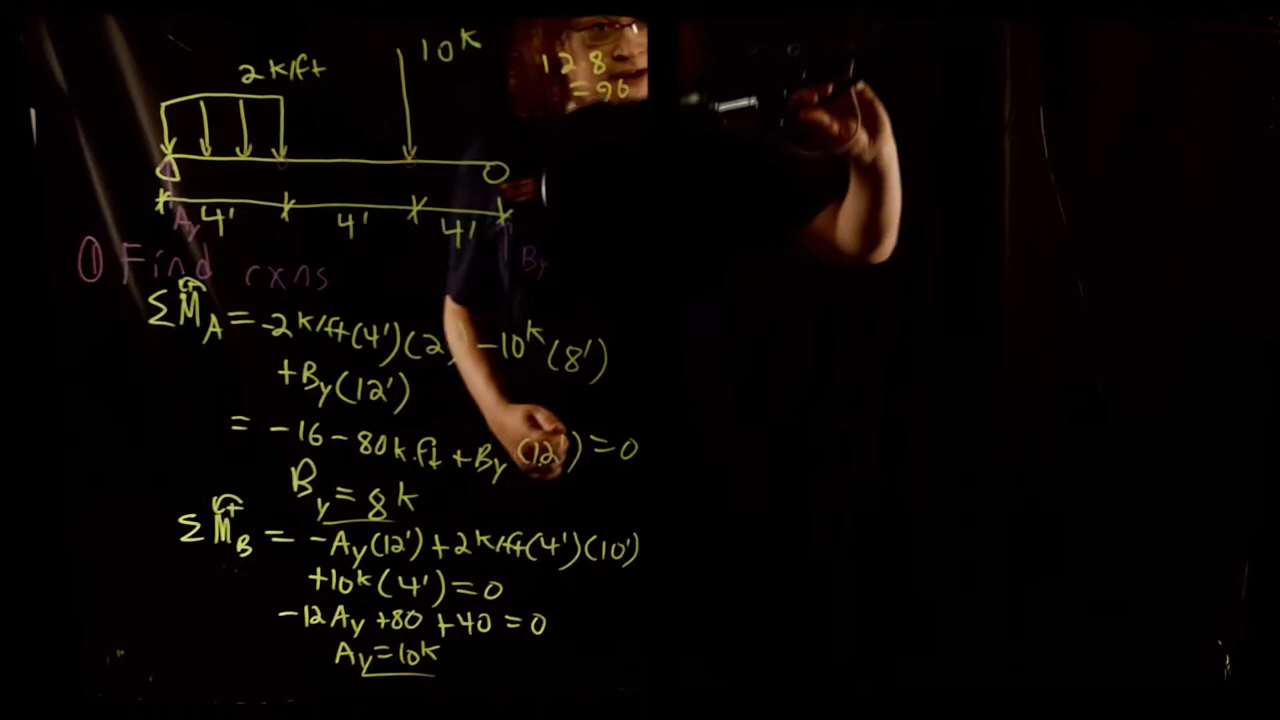 10k
2k/ft
12 8
=96
4' 4' 4'
Ay
By
① Find rxns
ΣM_A = -2k/ft(4')(2) -10k(8')
+By(12')
= -16 -80k.ft +By(12') = 0
By = 8k
ΣM_B = -Ay(12') +2k/ft(4')(10')
+10k(4') = 0
-12Ay +80 +40 = 0
Ay = 10k